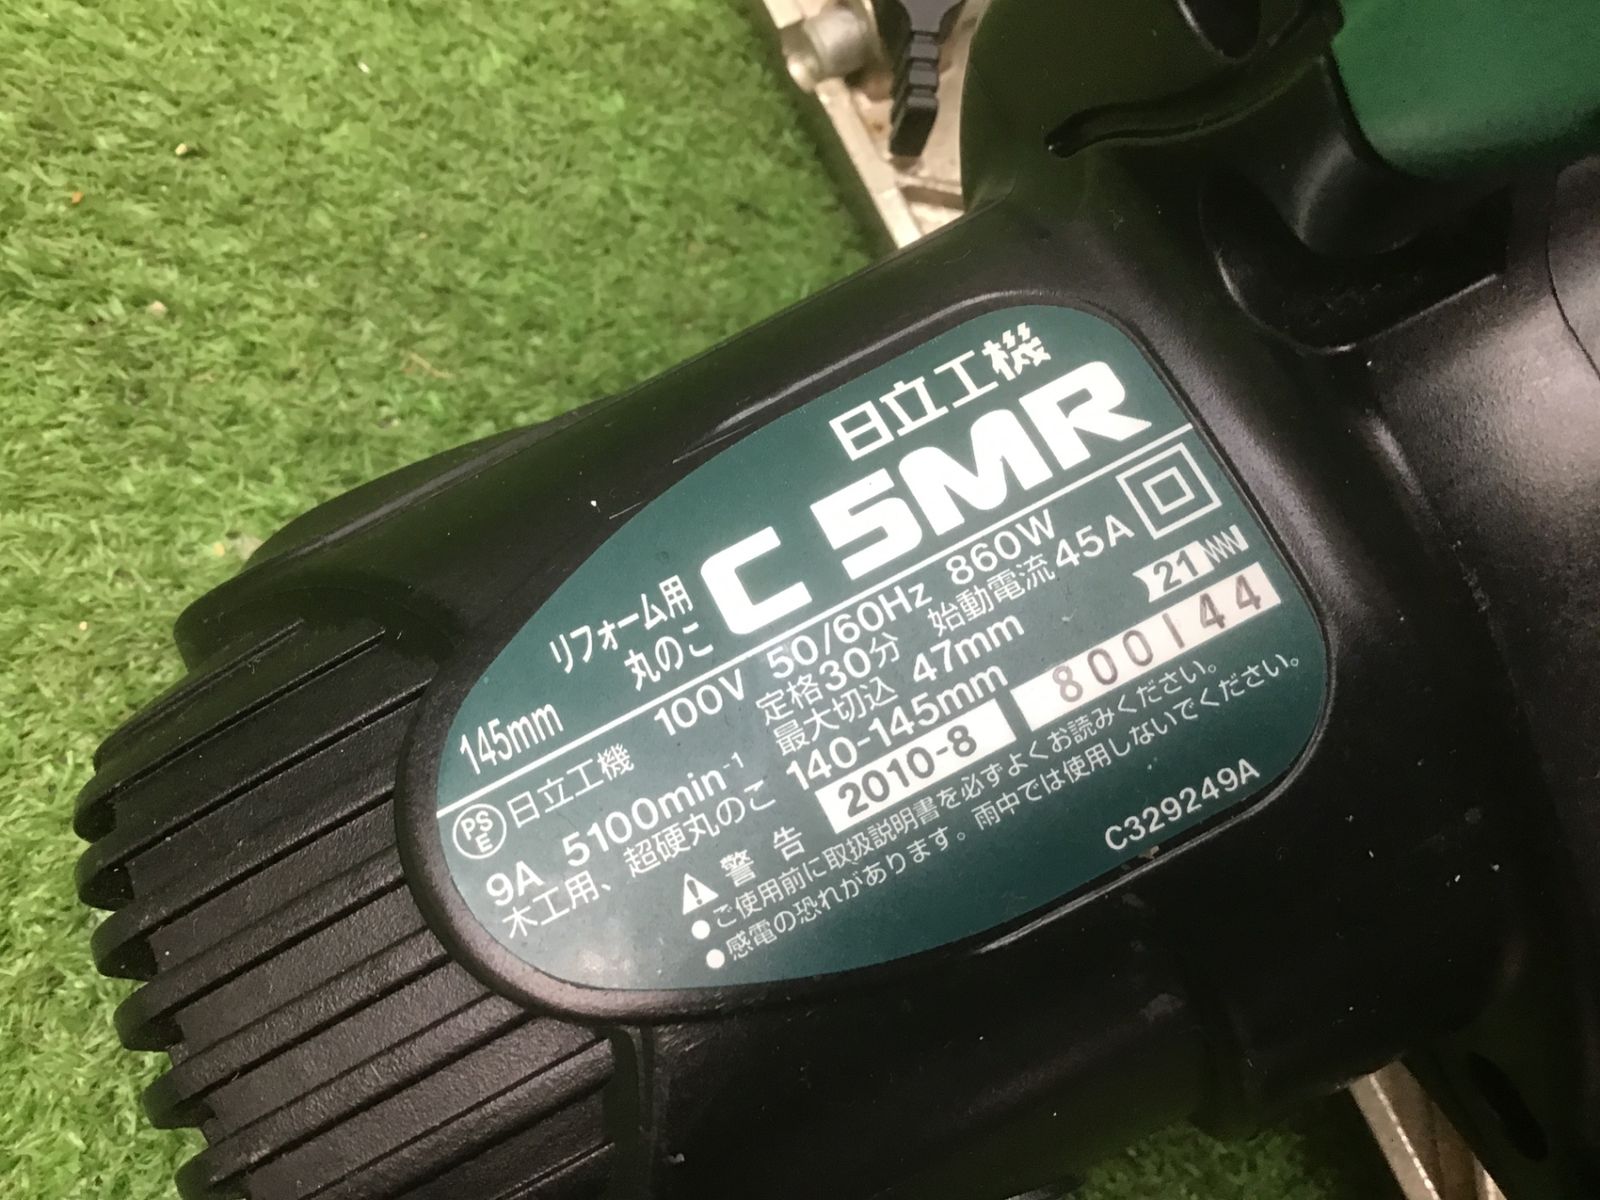 日立工機
リフォーム用
丸のこ
C 5MR
145mm
PSE 日立工機 100V 50/60Hz 860W
9A 5100min⁻¹ 定格30分 始動電流45A
木工用、超硬丸のこ 最大切込 47mm
140-145mm
21
2010-8
800144
警告
●ご使用前に取扱説明書を必ずよくお読みください。
●感電の恐れがあります。雨中では使用しないでください。
C329249A